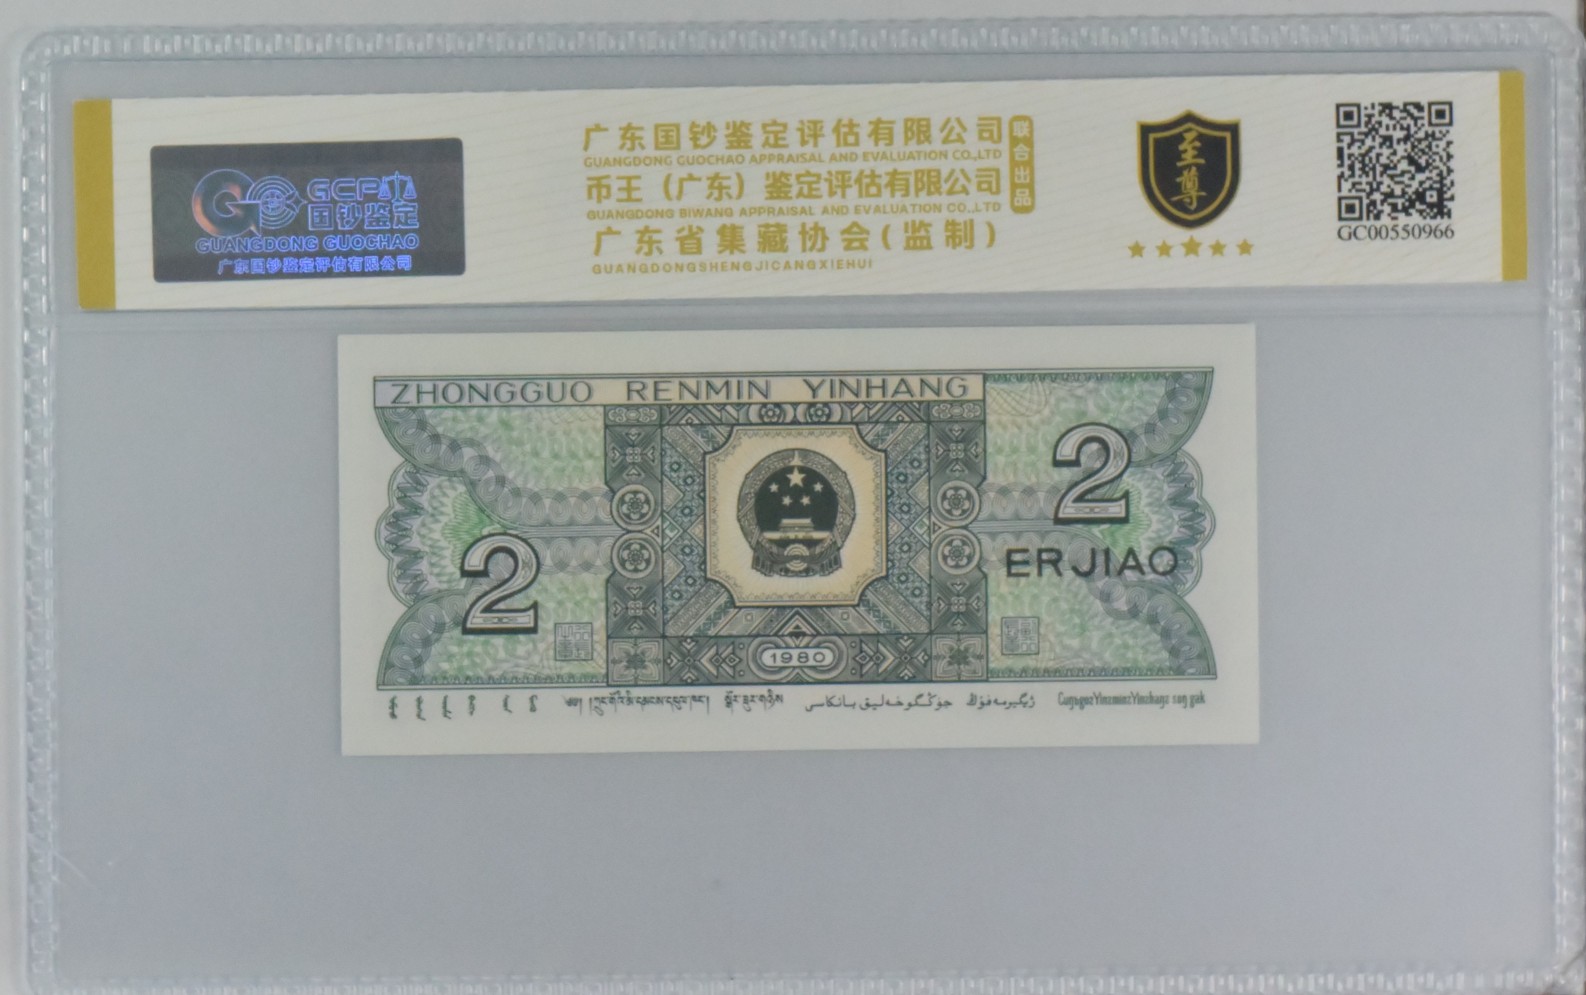 广东国钞鉴定评估有限公司
GUANGDONG GUOCHAO APPRAISAL AND EVALUATION CO.,LTD
币王（广东）鉴定评估有限公司
GUANGDONG BIWANG APPRAISAL AND EVALUATION CO.,LTD
广东省集藏协会(监制)
GUANGDONGSHENGJICANGXIEHUI
联合出品
GCP
国钞鉴定
GUANGDONG GUOCHAO
广东国钞鉴定评估有限公司
至尊
GC00550966
ZHONGGUO RENMIN YINHANG
2
2
ERJIAO
1980
جۇڭگو خەلىق بانكاسى